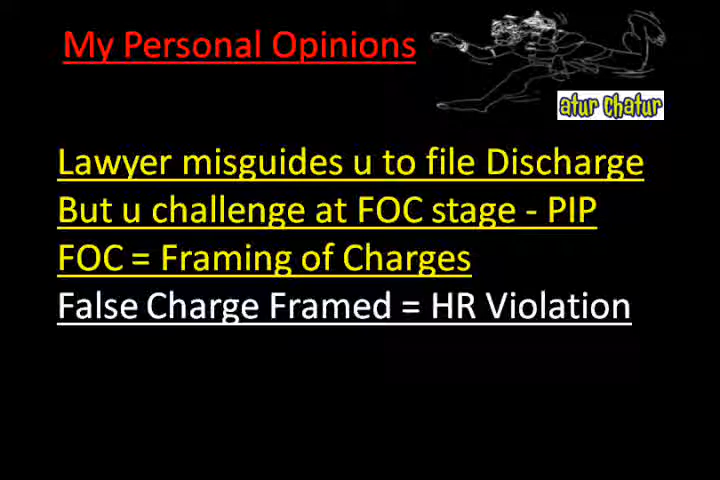 My Personal Opinions
atur chatur
Lawyer misguides u to file Discharge
But u challenge at FOC stage - PIP
FOC = Framing of Charges
False Charge Framed = HR Violation